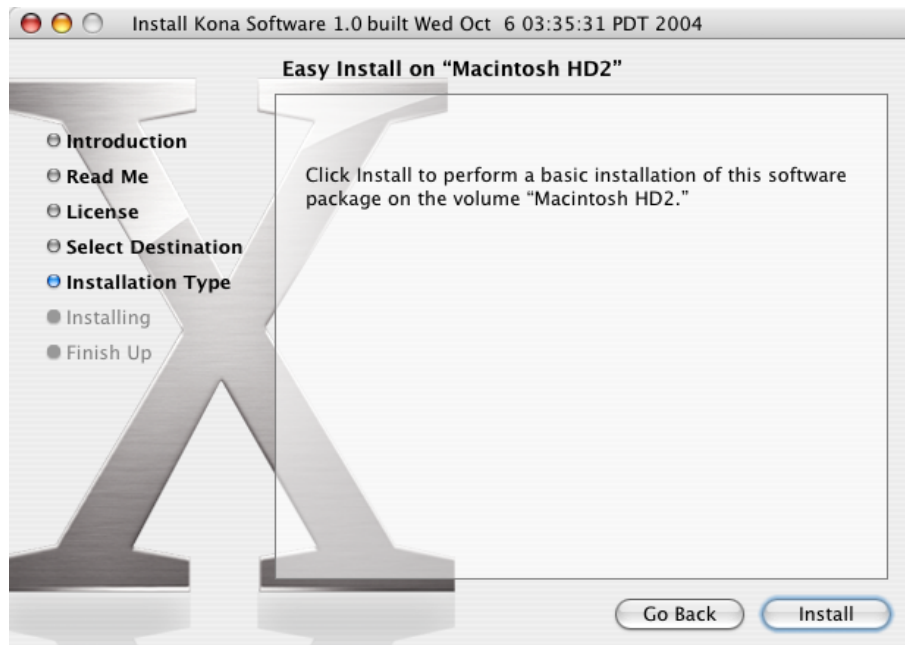 Install Kona Software 1.0 built Wed Oct  6 03:35:31 PDT 2004
Easy Install on “Macintosh HD2”
Introduction
Read Me
License
Select Destination
Installation Type
Installing
Finish Up
Click Install to perform a basic installation of this software
package on the volume “Macintosh HD2.”
Go Back
Install